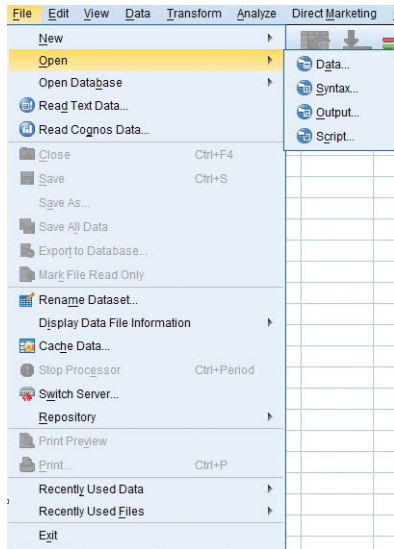 File Edit View Data Transform Analyze Direct Marketing
New
Open
Data...
Syntax...
Output...
Script...
Open Database
Read Text Data...
Read Cognos Data...
Close Ctrl+F4
Save Ctrl+S
Save As...
Save All Data
Export to Database...
Mark File Read Only
Rename Dataset...
Display Data File Information
Cache Data...
Stop Processor Ctrl+Period
Switch Server...
Repository
Print Preview
Print... Ctrl+P
Recently Used Data
Recently Used Files
Exit